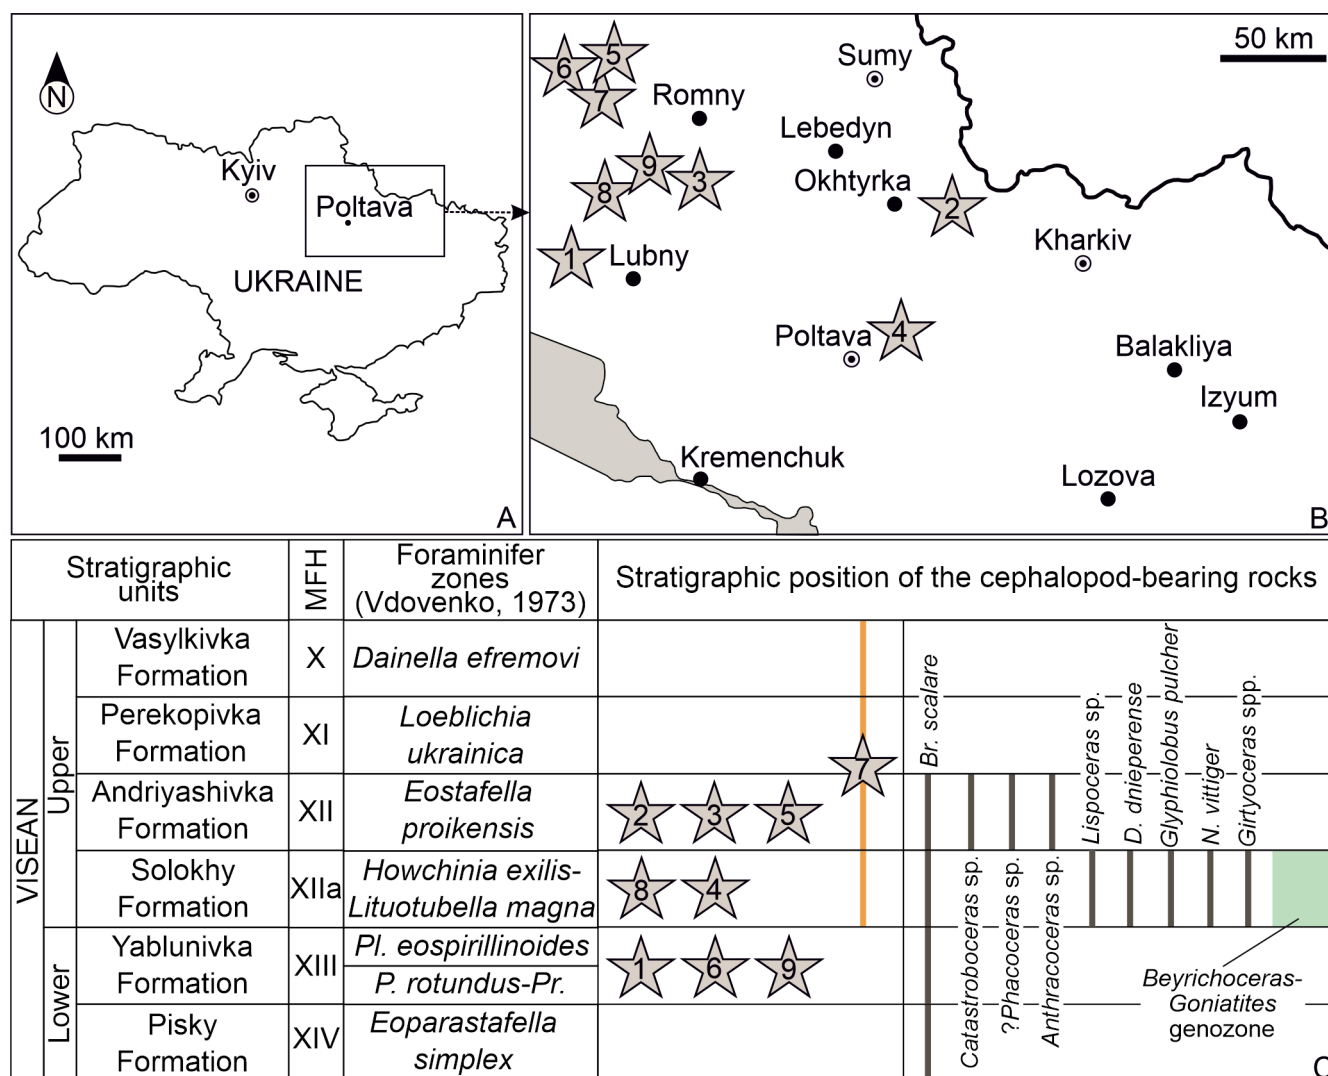 N
Kyiv
Poltava
UKRAINE
100 km
A
50 km
Sumy
5
6
7
Romny
Lebedyn
9
3
8
Okhtyrka
2
Kharkiv
1
Lubny
Poltava
4
Balakliya
Izyum
Kremenchuk
Lozova
B
Stratigraphic
units
MFH
Foraminifer
zones
(Vdovenko, 1973)
Stratigraphic position of the cephalopod-bearing rocks
VISEAN
Upper
Lower
Vasylkivka
Formation
X
Dainella efremovi
Perekopivka
Formation
XI
Loeblichia
ukrainica
7
Andriyashivka
Formation
XII
Eostafella
proikensis
2
3
5
Solokhy
Formation
XIIa
Howchinia exilis-
Lituotubella magna
8
4
Yablunivka
Formation
XIII
Pl. eospirillinoides
P. rotundus-Pr.
1
6
9
Pisky
Formation
XIV
Eoparastafella
simplex
Br. scalare
Catastroboceras sp.
?Phacoceras sp.
Anthracoceras sp.
Lispoceras sp.
D. dnieperense
Glyphiolobus pulcher
N. vittiger
Girtyoceras spp.
Beyrichoceras-
Goniatites
genozone
C